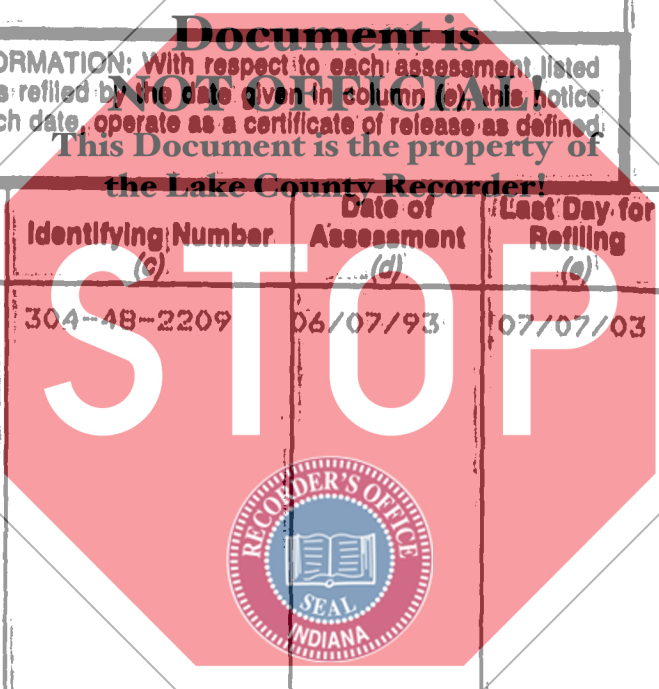 Document is
ORMATION: With respect to each assessment listed
s refiled by the date given in column (e), this notice
NOT OFFICIAL!
ch date, operate as a certificate of release as defined
This Document is the property of
the Lake County Recorder!
Identifying Number
(c)
Date of
Assessment
(d)
Last Day for
Refiling
(e)
304-48-2209 06/07/93 07/07/03
STOP
RECORDER'S OFFICE
SEAL
INDIANA